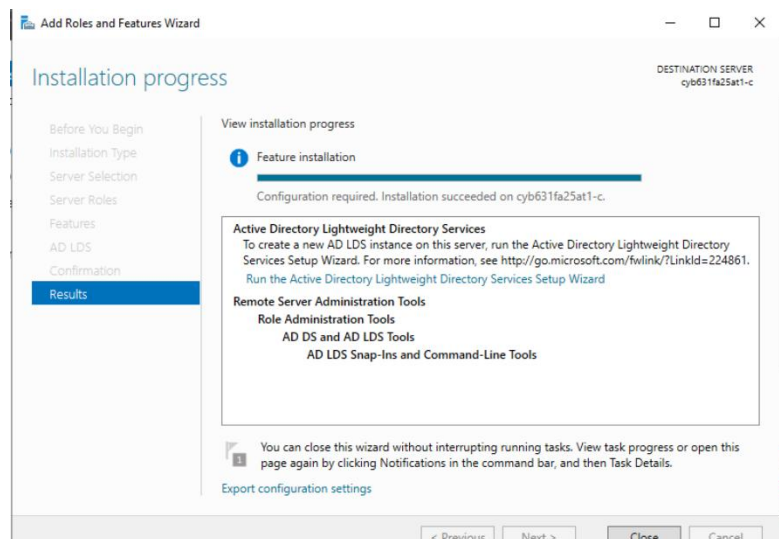 Add Roles and Features Wizard
Installation progress
DESTINATION SERVER
cyb631fa25at1-c
Before You Begin
Installation Type
Server Selection
Server Roles
Features
AD LDS
Confirmation
Results
View installation progress
Feature installation
Configuration required. Installation succeeded on cyb631fa25at1-c.
Active Directory Lightweight Directory Services
To create a new AD LDS instance on this server, run the Active Directory Lightweight Directory
Services Setup Wizard. For more information, see http://go.microsoft.com/fwlink/?LinkId=224861.
Run the Active Directory Lightweight Directory Services Setup Wizard
Remote Server Administration Tools
Role Administration Tools
AD DS and AD LDS Tools
AD LDS Snap-Ins and Command-Line Tools
1
You can close this wizard without interrupting running tasks. View task progress or open this
page again by clicking Notifications in the command bar, and then Task Details.
Export configuration settings
< Previous Next > Close Cancel